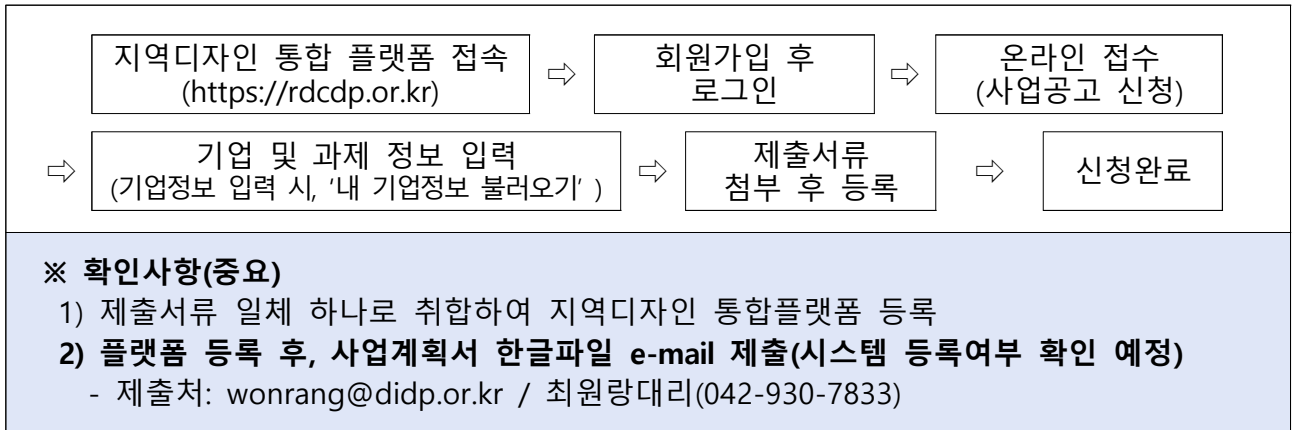 지역디자인 통합 플랫폼 접속
(https://rdcdp.or.kr)
⇨
회원가입 후
로그인
⇨
온라인 접수
(사업공고 신청)
⇨
기업 및 과제 정보 입력
(기업정보 입력 시, '내 기업정보 불러오기' )
⇨
제출서류
첨부 후 등록
⇨
신청완료
※ 확인사항(중요)
1) 제출서류 일체 하나로 취합하여 지역디자인 통합플랫폼 등록
2) 플랫폼 등록 후, 사업계획서 한글파일 e-mail 제출(시스템 등록여부 확인 예정)
- 제출처: wonrang@didp.or.kr / 최원랑대리(042-930-7833)